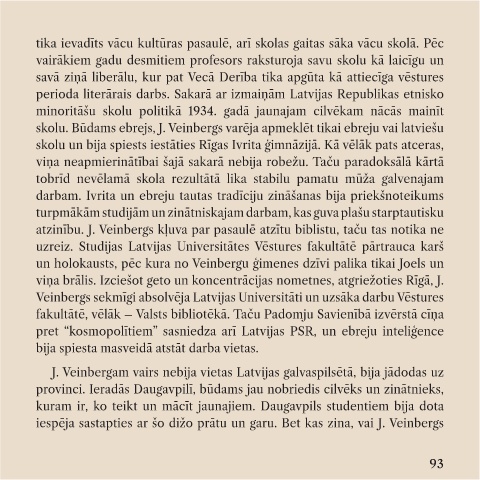 tika ievadīts vācu kultūras pasaulē, arī skolas gaitas sāka vācu skolā. Pēc
vairākiem gadu desmitiem profesors raksturoja savu skolu kā laicīgu un
savā ziņā liberālu, kur pat Vecā Derība tika apgūta kā attiecīga vēstures
perioda literārais darbs. Sakarā ar izmaiņām Latvijas Republikas etnisko
minoritāšu skolu politikā 1934. gadā jaunajam cilvēkam nācās mainīt
skolu. Būdams ebrejs, J. Veinbergs varēja apmeklēt tikai ebreju vai latviešu
skolu un bija spiests iestāties Rīgas Ivrita ģimnāzijā. Kā vēlāk pats atceras,
viņa neapmierinātībai šajā sakarā nebija robežu. Taču paradoksālā kārtā
tobrīd nevēlamā skola rezultātā lika stabilu pamatu mūža galvenajam
darbam. Ivrita un ebreju tautas tradīciju zināšanas bija priekšnoteikums
turpmākām studijām un zinātniskajam darbam, kas guva plašu starptautisku
atzinību. J. Veinbergs kļuva par pasaulē atzītu biblistu, taču tas notika ne
uzreiz. Studijas Latvijas Universitātes Vēstures fakultātē pārtrauca karš
un holokausts, pēc kura no Veinbergu ģimenes dzīvi palika tikai Joels un
viņa brālis. Izciešot geto un koncentrācijas nometnes, atgriežoties Rīgā, J.
Veinbergs sekmīgi absolvēja Latvijas Universitāti un uzsāka darbu Vēstures
fakultātē, vēlāk – Valsts bibliotēkā. Taču Padomju Savienībā izvērstā cīņa
pret “kosmopolītiem” sasniedza arī Latvijas PSR, un ebreju inteliģence
bija spiesta masveidā atstāt darba vietas.
J. Veinbergam vairs nebija vietas Latvijas galvaspilsētā, bija jādodas uz
provinci. Ieradās Daugavpilī, būdams jau nobriedis cilvēks un zinātnieks,
kuram ir, ko teikt un mācīt jaunajiem. Daugavpils studentiem bija dota
iespēja sastapties ar šo dižo prātu un garu. Bet kas zina, vai J. Veinbergs
93